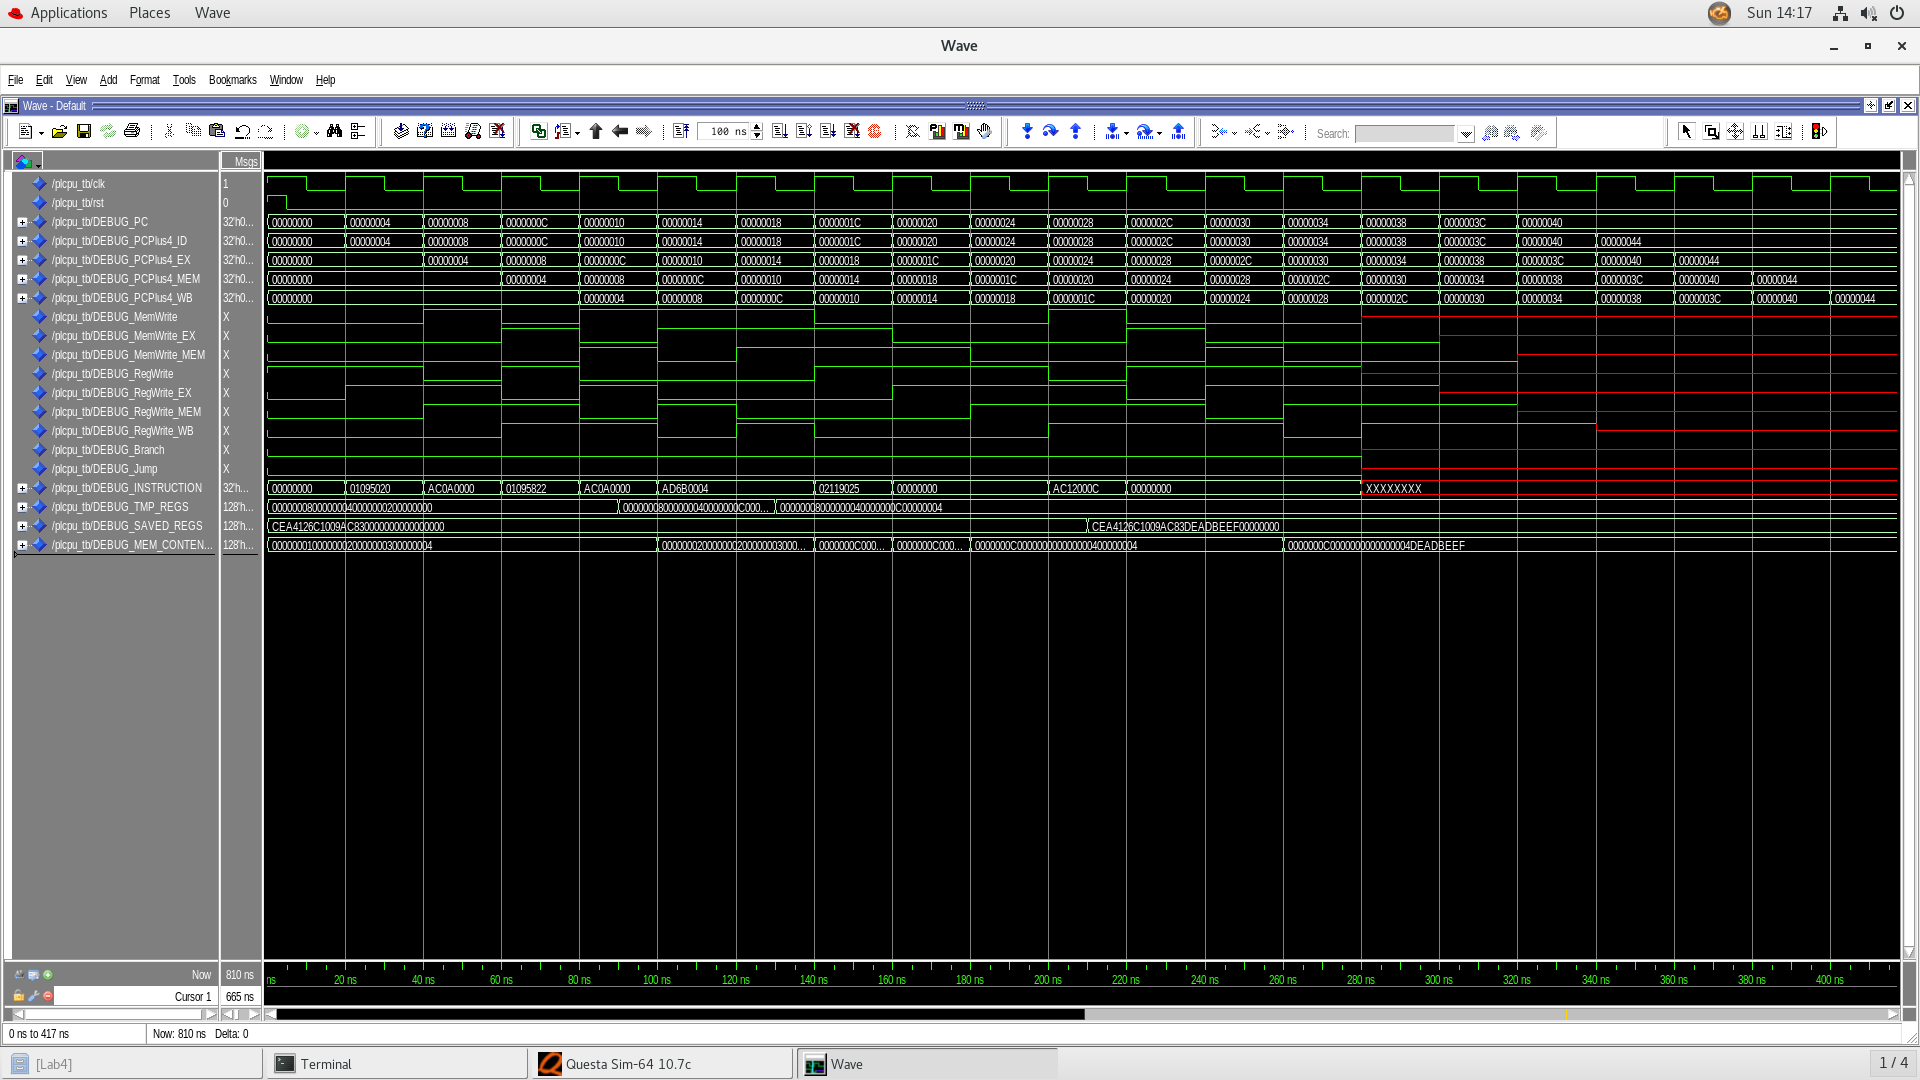 Applications Places Wave Sun 14:17
Wave
File Edit View Add Format Tools Bookmarks Window Help
Wave - Default
100 ns Search:
Msgs
/plcpu_tb/clk 1
/plcpu_tb/rst 0
/plcpu_tb/DEBUG_PC 32'h0... 00000000 00000004 00000008 0000000C 00000010 00000014 00000018 0000001C 00000020 00000024 00000028 0000002C 00000030 00000034 00000038 0000003C 00000040
/plcpu_tb/DEBUG_PCPlus4_ID 32'h0... 00000000 00000004 00000008 0000000C 00000010 00000014 00000018 0000001C 00000020 00000024 00000028 0000002C 00000030 00000034 00000038 0000003C 00000040 00000044
/plcpu_tb/DEBUG_PCPlus4_EX 32'h0... 00000000 00000004 00000008 0000000C 00000010 00000014 00000018 0000001C 00000020 00000024 00000028 0000002C 00000030 00000034 00000038 0000003C 00000040 00000044
/plcpu_tb/DEBUG_PCPlus4_MEM 32'h0... 00000000 00000004 00000008 0000000C 00000010 00000014 00000018 0000001C 00000020 00000024 00000028 0000002C 00000030 00000034 00000038 0000003C 00000040 00000044
/plcpu_tb/DEBUG_PCPlus4_WB 32'h0... 00000000 00000004 00000008 0000000C 00000010 00000014 00000018 0000001C 00000020 00000024 00000028 0000002C 00000030 00000034 00000038 0000003C 00000040 00000044
/plcpu_tb/DEBUG_MemWrite X
/plcpu_tb/DEBUG_MemWrite_EX X
/plcpu_tb/DEBUG_MemWrite_MEM X
/plcpu_tb/DEBUG_RegWrite X
/plcpu_tb/DEBUG_RegWrite_EX X
/plcpu_tb/DEBUG_RegWrite_MEM X
/plcpu_tb/DEBUG_RegWrite_WB X
/plcpu_tb/DEBUG_Branch X
/plcpu_tb/DEBUG_Jump X
/plcpu_tb/DEBUG_INSTRUCTION 32'h... 00000000 01095020 AC0A0000 01095822 AC0A0000 AD6B0004 02119025 00000000 AC12000C 00000000 XXXXXXXX
/plcpu_tb/DEBUG_TMP_REGS 128'h... 00000008000000040000000200000000 00000008000000040000000C000... 00000008000000040000000C00000004
/plcpu_tb/DEBUG_SAVED_REGS 128'h... CEA4126C1009AC830000000000000000 CEA4126C1009AC83DEADBEEF00000000
/plcpu_tb/DEBUG_MEM_CONTEN... 128'h... 00000001000000020000000300000004 00000002000000020000003000... 0000000C000... 0000000C000... 0000000C000000000000000400000004 0000000C0000000000000004DEADBEEF
Now 810 ns ns 20 ns 40 ns 60 ns 80 ns 100 ns 120 ns 140 ns 160 ns 180 ns 200 ns 220 ns 240 ns 260 ns 280 ns 300 ns 320 ns 340 ns 360 ns 380 ns 400 ns
Cursor 1 665 ns
0 ns to 417 ns Now: 810 ns Delta: 0
[Lab4] Terminal Questa Sim-64 10.7c Wave 1 / 4